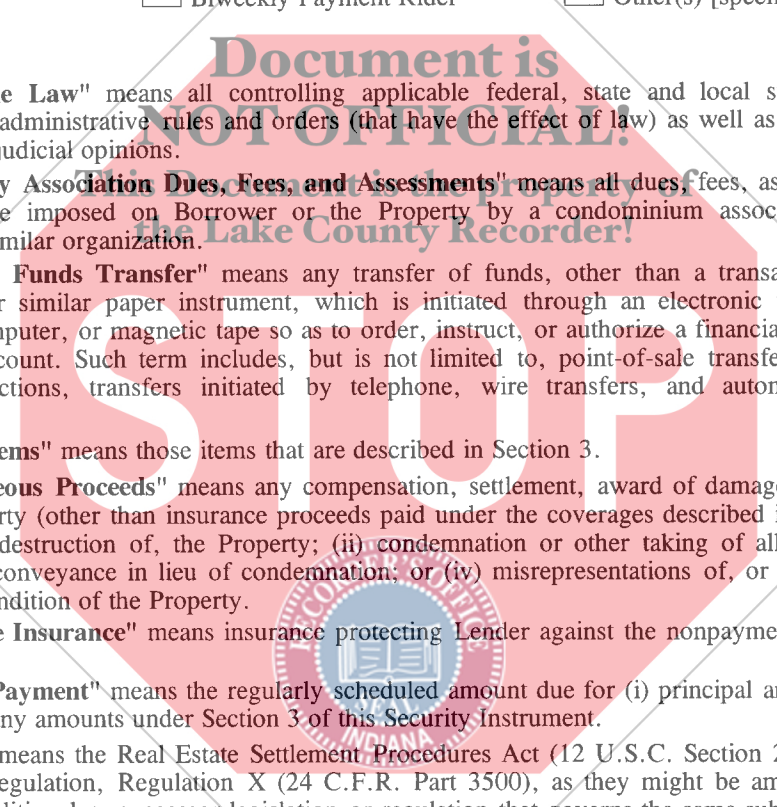 Biweekly Payment Rider Other(s) [spec
Document is
e Law" means all controlling applicable federal, state and local s
NOT OFFICIAL!
administrative rules and orders (that have the effect of law) as well as
judicial opinions.
This Document is the property of
y Association Dues, Fees, and Assessments" means all dues, fees, as
e imposed on Borrower or the Property by a condominium assoc
the Lake County Recorder!
milar organization.
Funds Transfer" means any transfer of funds, other than a transa
r similar paper instrument, which is initiated through an electronic
mputer, or magnetic tape so as to order, instruct, or authorize a financia
count. Such term includes, but is not limited to, point-of-sale transfe
ctions, transfers initiated by telephone, wire transfers, and auton
STOP
ems" means those items that are described in Section 3.
eous Proceeds" means any compensation, settlement, award of damage
rty (other than insurance proceeds paid under the coverages described i
destruction of, the Property; (ii) condemnation or other taking of all
conveyance in lieu of condemnation; or (iv) misrepresentations of, or
ndition of the Property.
RECORDER'S OFFICE
e Insurance" means insurance protecting Lender against the nonpayme
Payment" means the regularly scheduled amount due for (i) principal a
SEAL
ny amounts under Section 3 of this Security Instrument.
INDIANA
means the Real Estate Settlement Procedures Act (12 U.S.C. Section 2
egulation, Regulation X (24 C.F.R. Part 3500), as they might be am